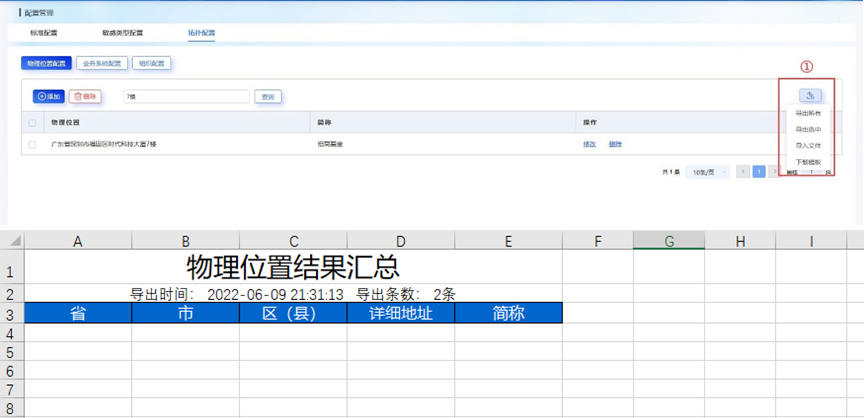 配置管理
标准配置 敏感类型配置 拓扑配置
物理位置配置 业务系统配置 组织配置
①
添加 删除 7楼 查询
导出所有
导出选中
导入文件
下载模板
物理位置 简称 操作
广东省深圳市福田区时代科技大厦7楼 招商基金 修改 删除
共1条 10条/页 1 1
A B C D E F G H I
1 物理位置结果汇总
2 导出时间: 2022-06-09 21:31:13 导出条数: 2条
3 省 市 区（县） 详细地址 简称
4
5
6
7
8